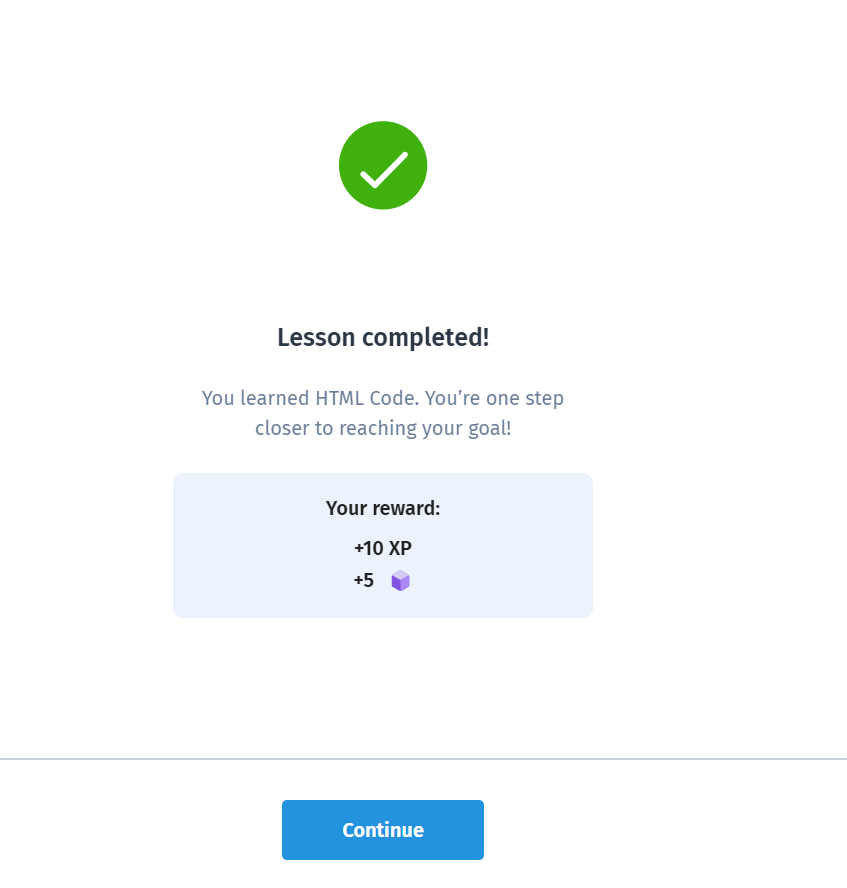 Lesson completed!
You learned HTML Code. You’re one step
closer to reaching your goal!
Your reward:
+10 XP
+5
Continue